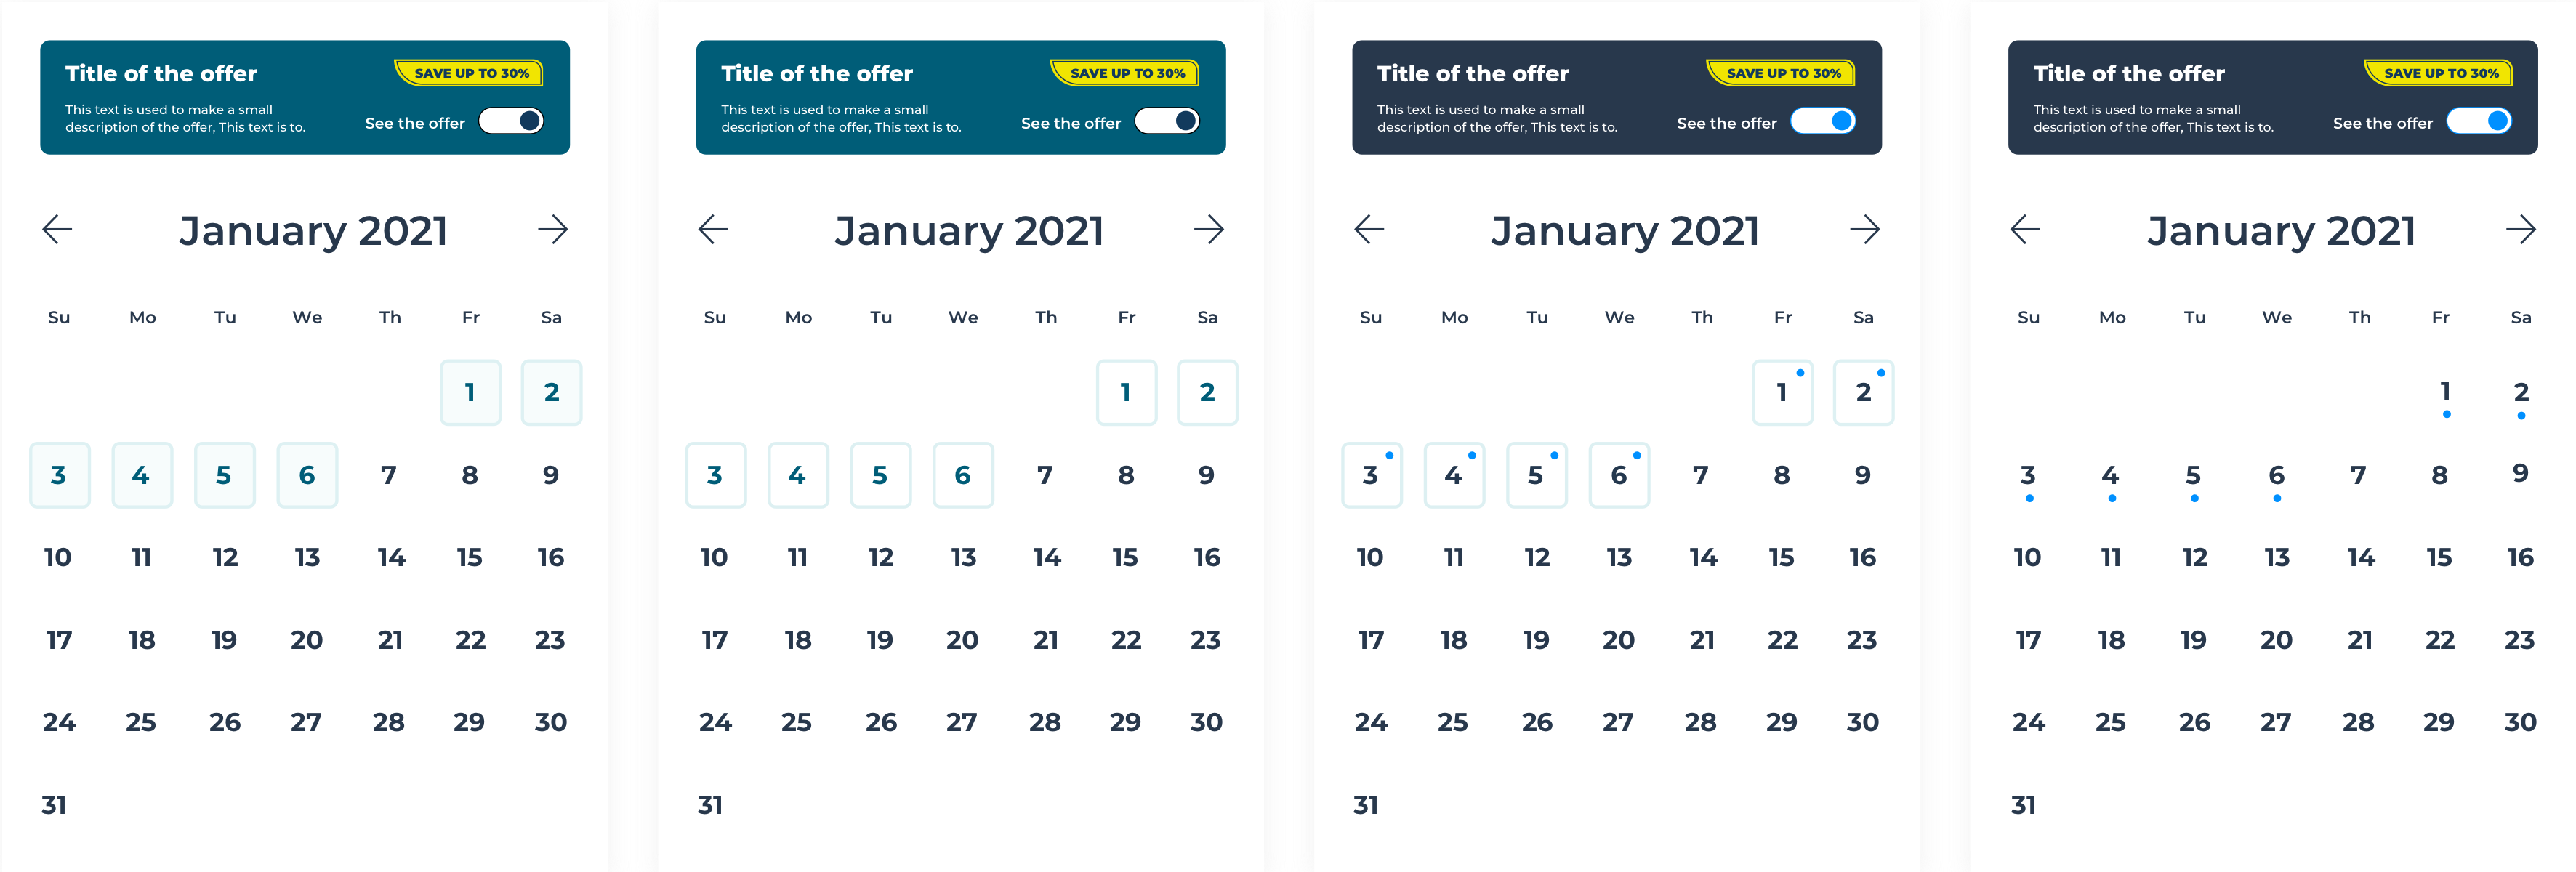 Title of the offer
SAVE UP TO 30%
This text is used to make a small
description of the offer, This text is to.
See the offer
January 2021
Su Mo Tu We Th Fr Sa
1 2
3 4 5 6 7 8 9
10 11 12 13 14 15 16
17 18 19 20 21 22 23
24 25 26 27 28 29 30
31
Title of the offer
SAVE UP TO 30%
This text is used to make a small
description of the offer, This text is to.
See the offer
January 2021
Su Mo Tu We Th Fr Sa
1 2
3 4 5 6 7 8 9
10 11 12 13 14 15 16
17 18 19 20 21 22 23
24 25 26 27 28 29 30
31
Title of the offer
SAVE UP TO 30%
This text is used to make a small
description of the offer, This text is to.
See the offer
January 2021
Su Mo Tu We Th Fr Sa
1 2
3 4 5 6 7 8 9
10 11 12 13 14 15 16
17 18 19 20 21 22 23
24 25 26 27 28 29 30
31
Title of the offer
SAVE UP TO 30%
This text is used to make a small
description of the offer, This text is to.
See the offer
January 2021
Su Mo Tu We Th Fr Sa
1 2
3 4 5 6 7 8 9
10 11 12 13 14 15 16
17 18 19 20 21 22 23
24 25 26 27 28 29 30
31